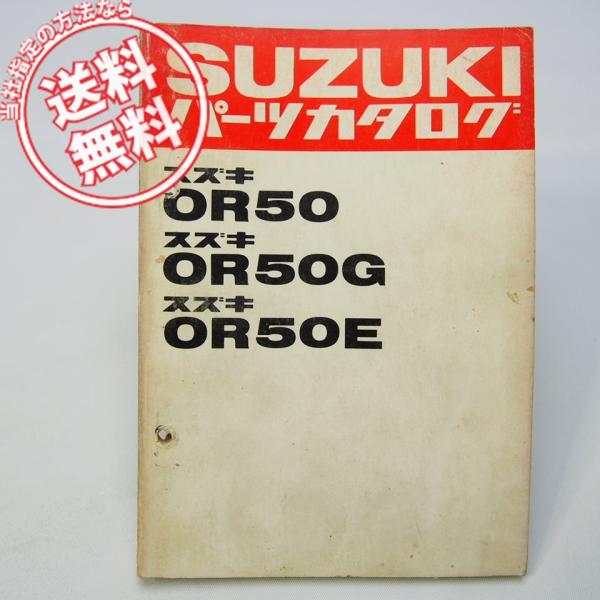 当社指定の方法なら
送料
無料
SUZUKI
パーツカタログ
スズキ
OR50
スズキ
OR50G
スズキ
OR50E